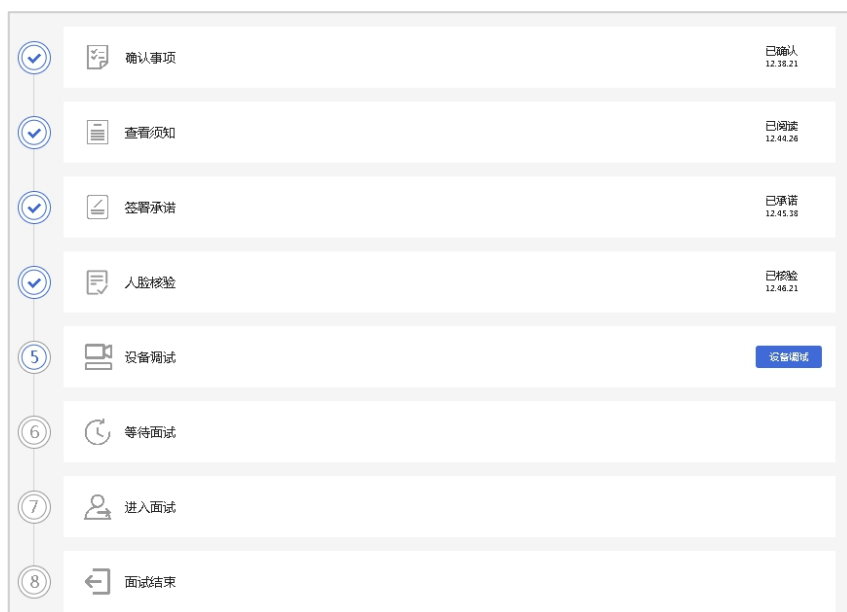 确认事项
已确认
12.38.21
查看须知
已阅读
12.44.26
签署承诺
已承诺
12.45.38
人脸核验
已核验
12.46.21
5
设备调试
设备调试
6
等待面试
7
进入面试
8
面试结束